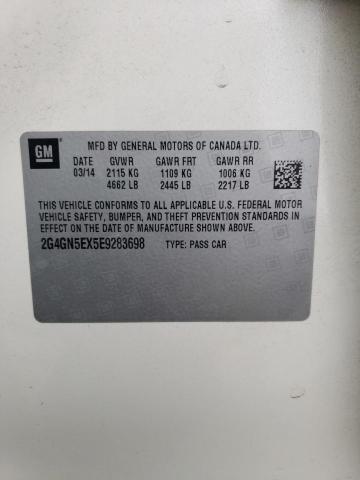 GM
MFD BY GENERAL MOTORS OF CANADA LTD.
DATE GVWR GAWR FRT GAWR RR
03/14 2115 KG 1109 KG 1006 KG
4662 LB 2445 LB 2217 LB
THIS VEHICLE CONFORMS TO ALL APPLICABLE U.S. FEDERAL MOTOR
VEHICLE SAFETY, BUMPER, AND THEFT PREVENTION STANDARDS IN
EFFECT ON THE DATE OF MANUFACTURE SHOWN ABOVE.
2G4GN5EX5E9283698 TYPE: PASS CAR